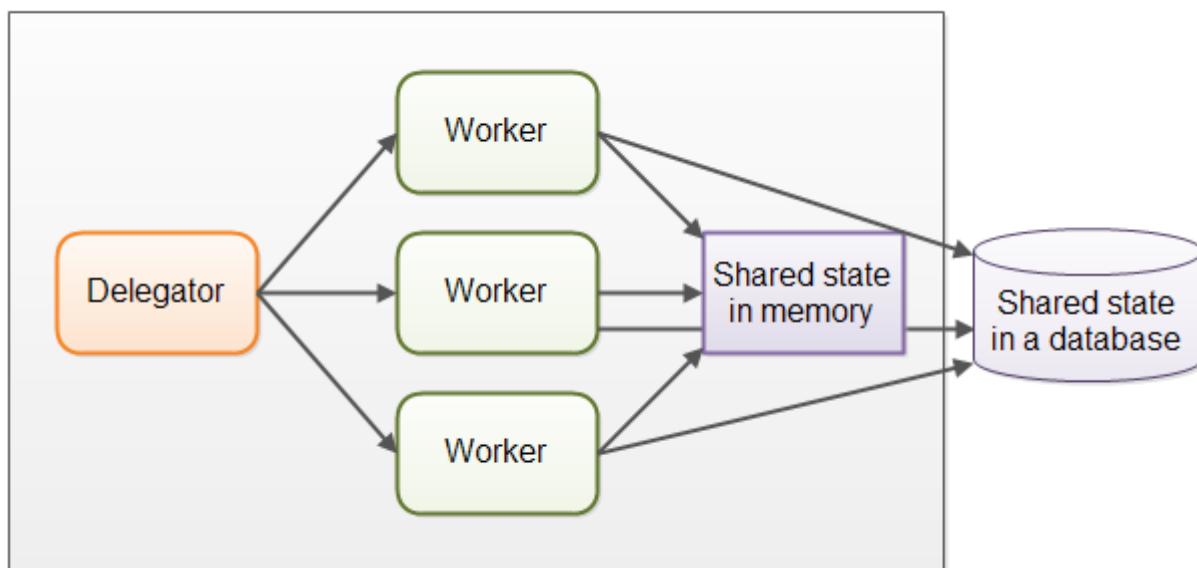 Worker
Delegator
Worker
Shared state
in memory
Shared state
in a database
Worker